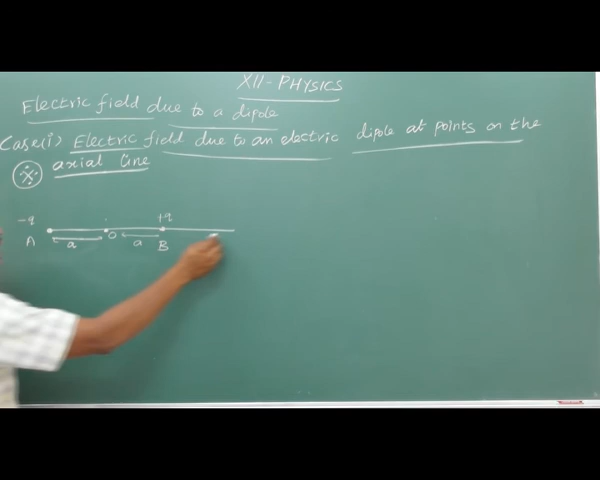 XII-PHYSICS
Electric field due to a dipole
Case(i) Electric field due to an electric dipole at points on the
axial line
-q +q
A a O a B